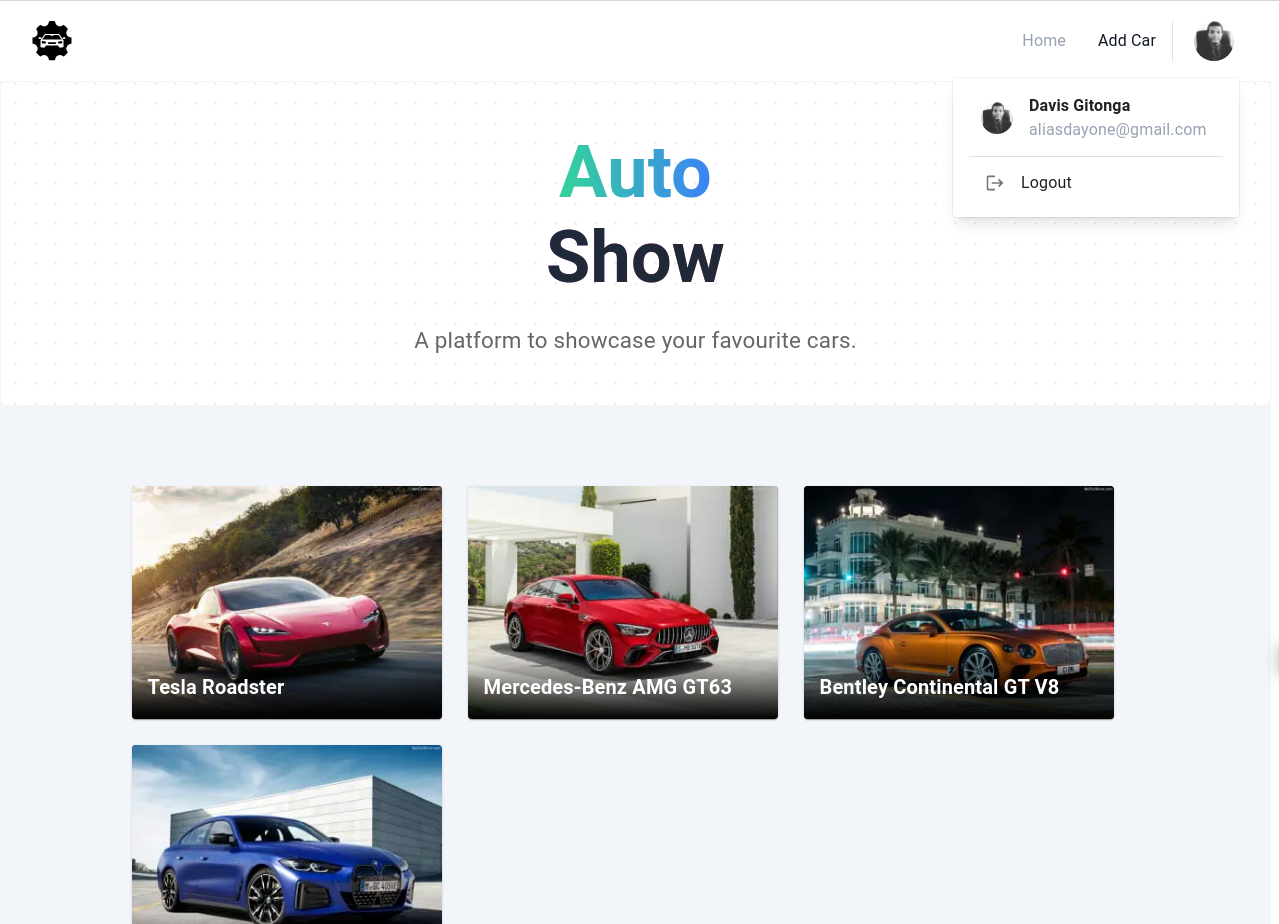 Home Add Car
Davis Gitonga
aliasdayone@gmail.com
Logout
Auto
Show
A platform to showcase your favourite cars.
Tesla Roadster
Mercedes-Benz AMG GT63
Bentley Continental GT V8